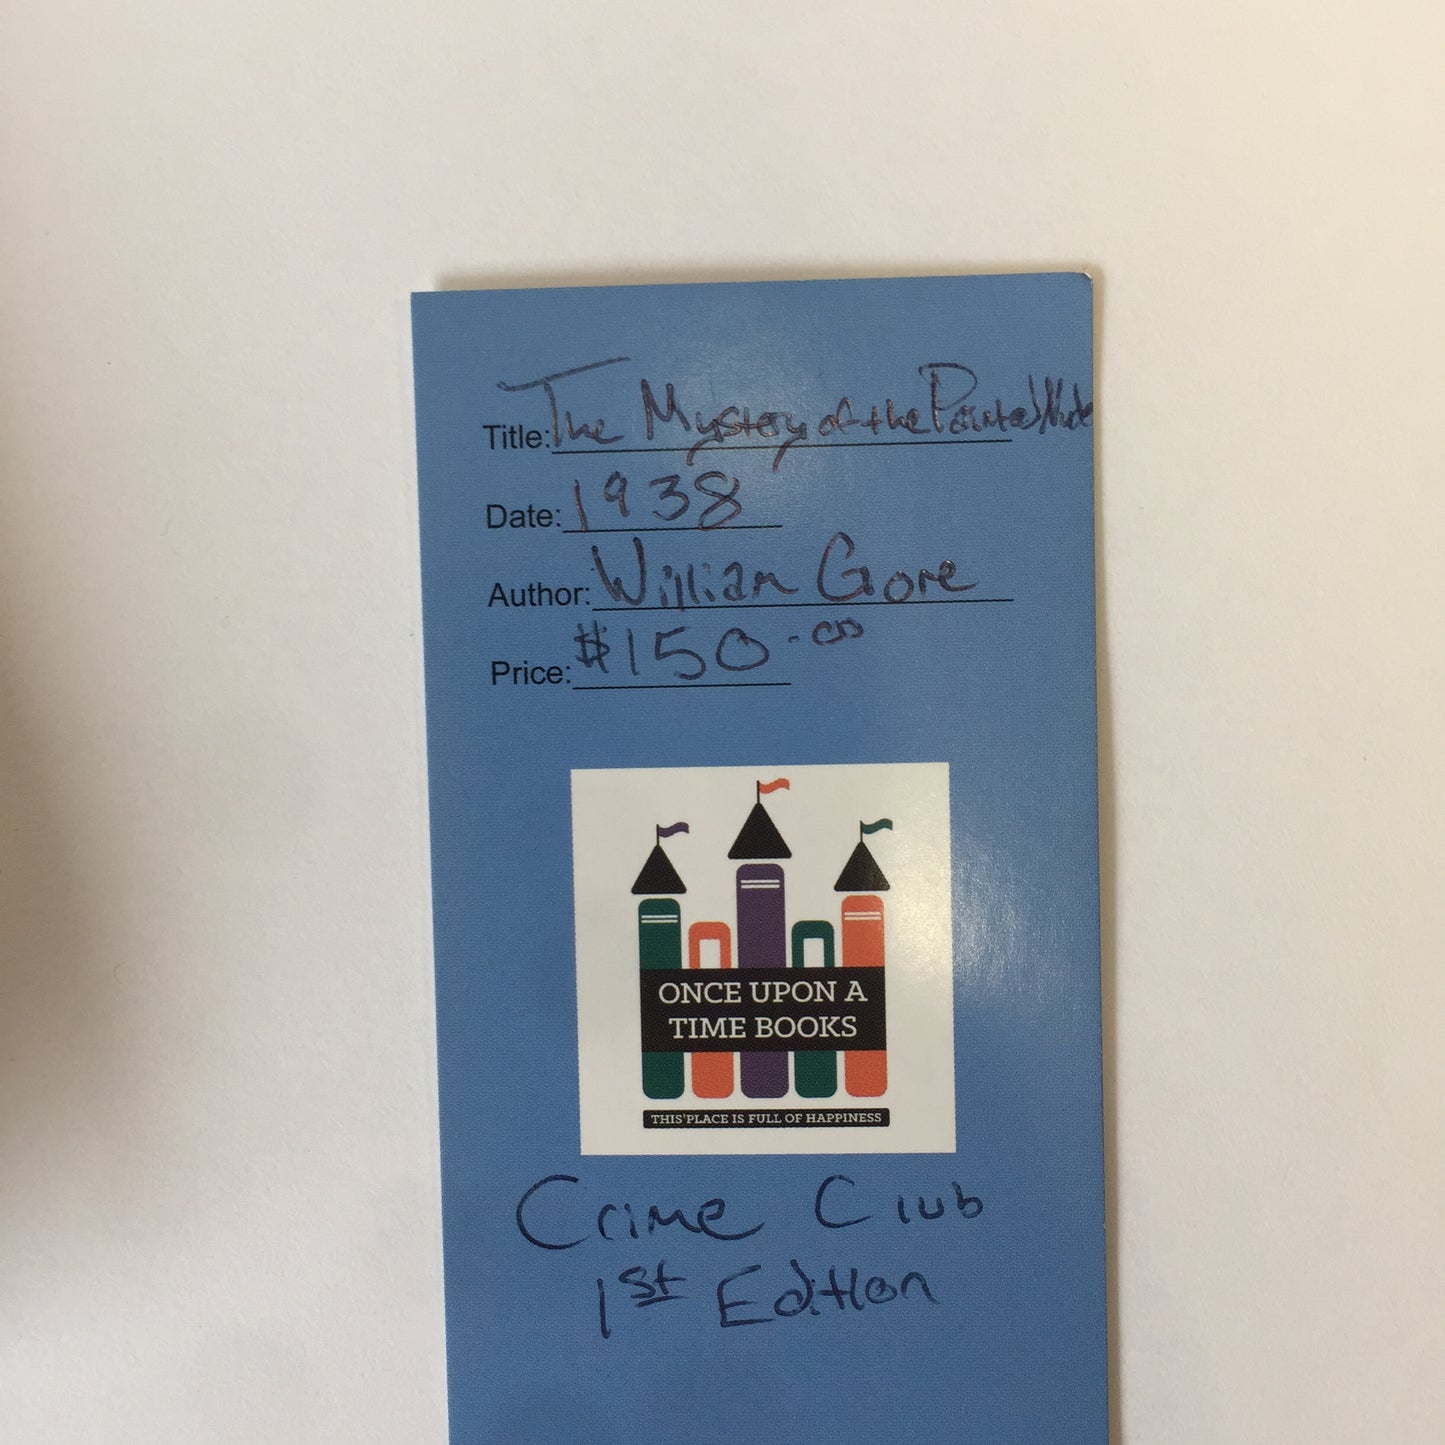 Title: The Mystery of the Painted Nude
Date: 1938
Author: William Gore
Price: $150.00
ONCE UPON A
TIME BOOKS
THIS PLACE IS FULL OF HAPPINESS
Crime Club
1st Edition